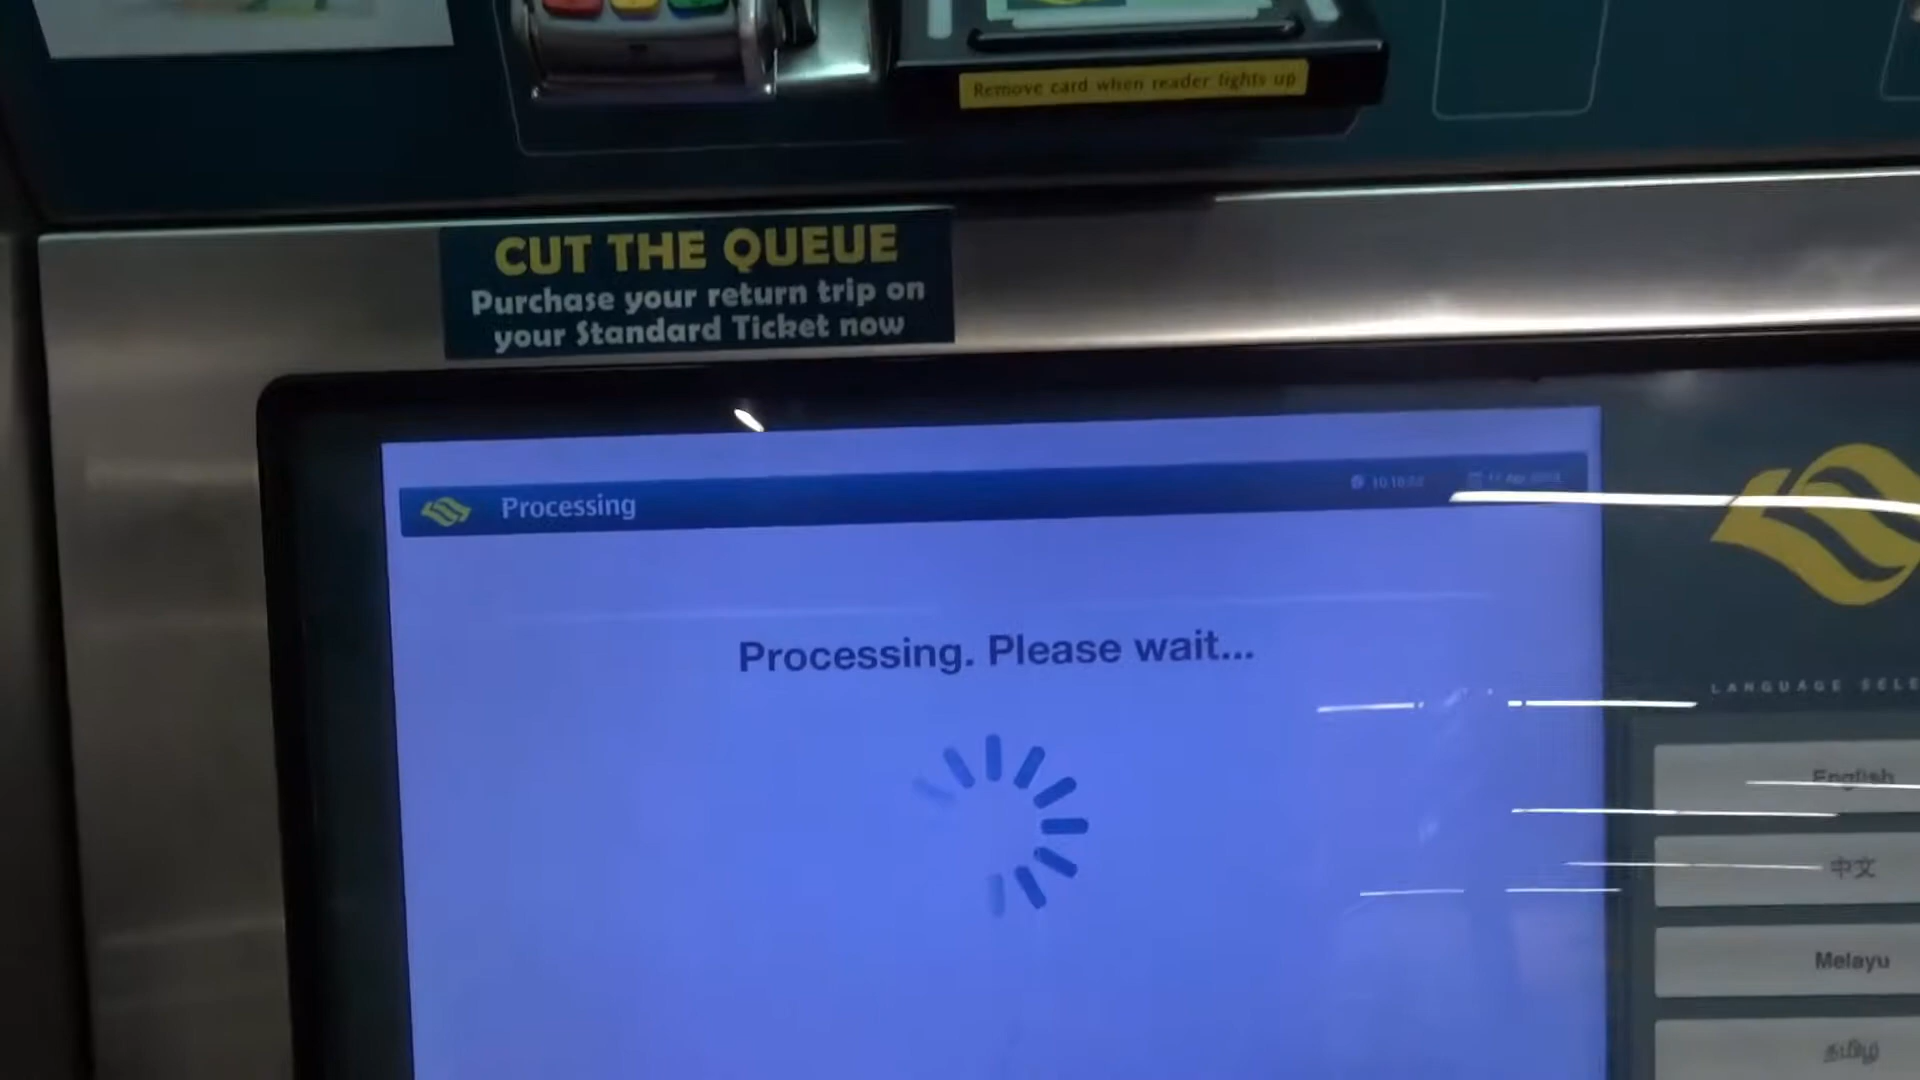 Remove card when reader lights up
CUT THE QUEUE
Purchase your return trip on
your Standard Ticket now
Processing
Processing. Please wait...
LANGUAGE
English
中文
Melayu
தமிழ்